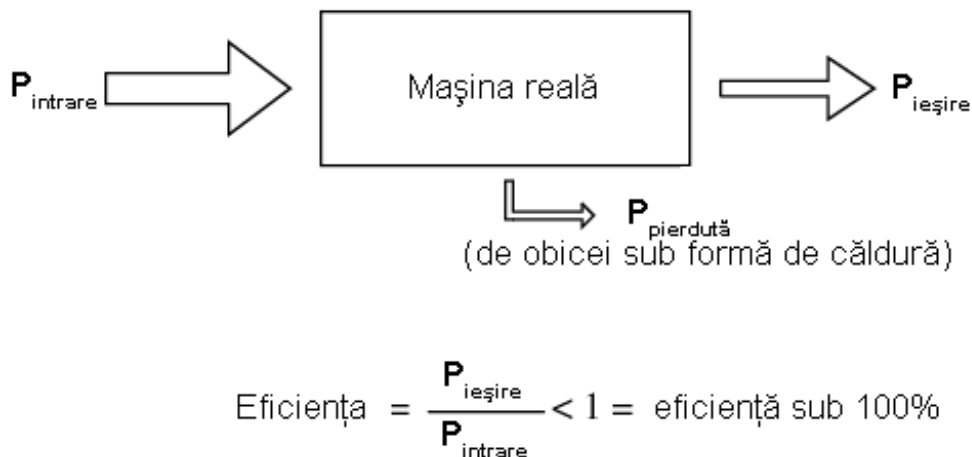 P intrare
Maşina reală
P ieşire
P pierdută
(de obicei sub formă de căldură)
Eficienţa = P ieşire / P intrare < 1 = eficienţă sub 100%